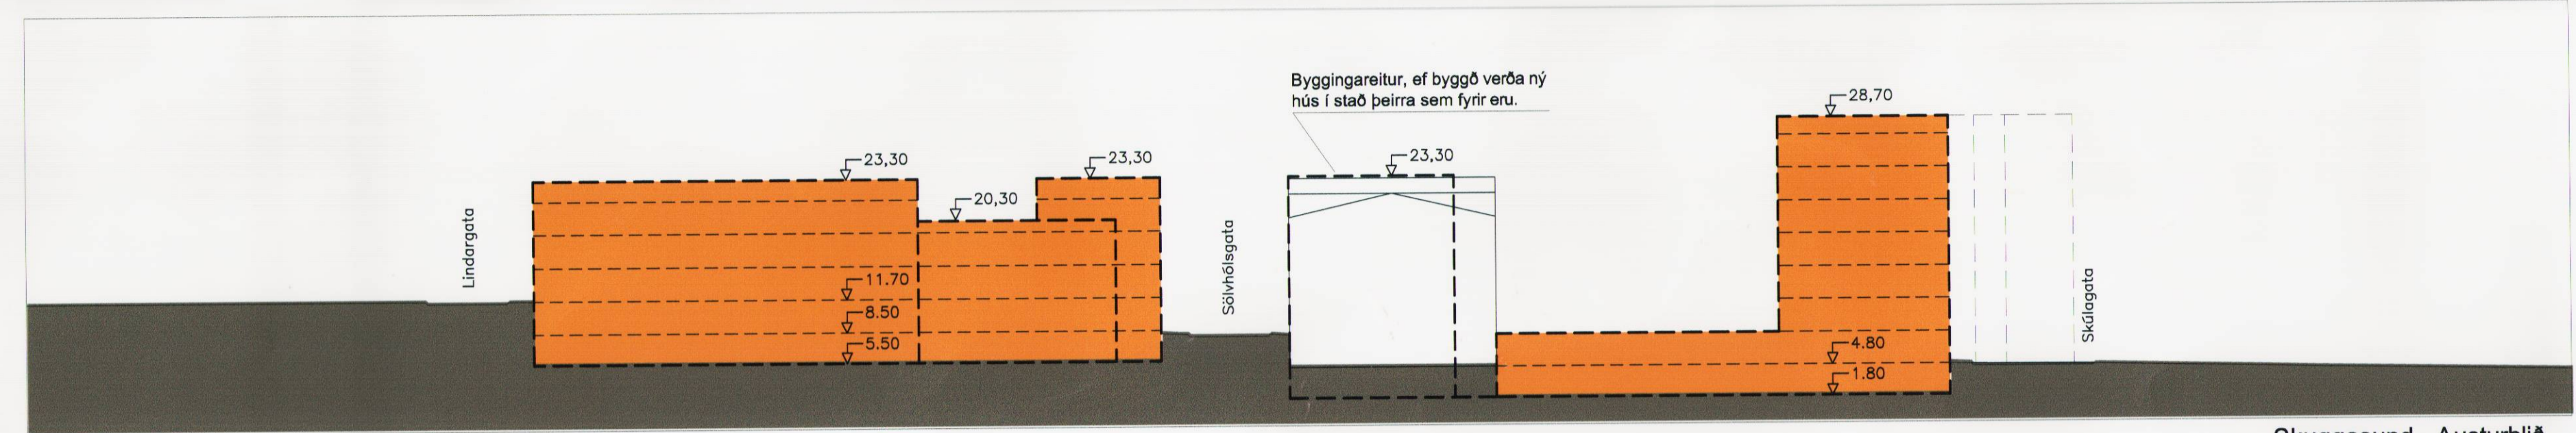 Byggingareitur, ef byggð verða ný
hús í stað þeirra sem fyrir eru.
28,70
23,30
23,30
23,30
20,30
Lindargata
Sölvhólsgata
Skúlagata
11.70
8.50
5.50
4.80
1.80